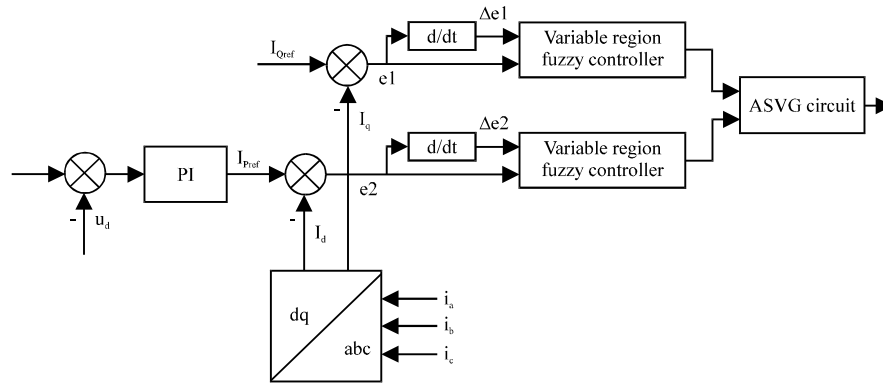 Δe1
I_Qref
d/dt
Variable region
fuzzy controller
e1
-
I_q
ASVG circuit
Δe2
d/dt
Variable region
fuzzy controller
PI
I_Pref
e2
-
u_d
-
I_d
dq
abc
i_a
i_b
i_c